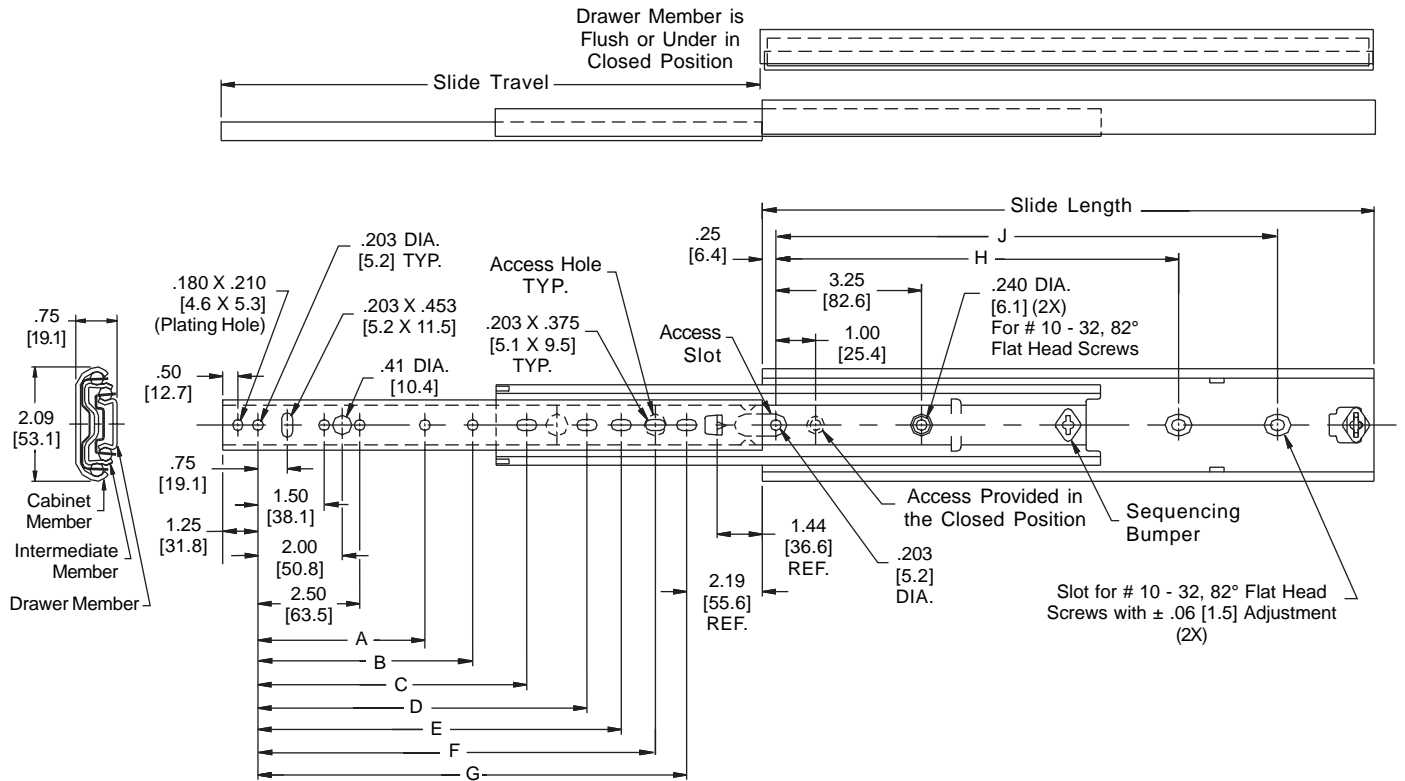 Drawer Member is
Flush or Under in
Closed Position
Slide Travel
Slide Length
J
H
.25
[6.4]
3.25
[82.6]
1.00
[25.4]
.240 DIA.
[6.1] (2X)
For # 10 - 32, 82°
Flat Head Screws
.203 DIA.
[5.2] TYP.
Access Hole
TYP.
.180 X .210
[4.6 X 5.3]
(Plating Hole)
.203 X .453
[5.2 X 11.5]
.203 X .375
[5.1 X 9.5]
TYP.
Access
Slot
.75
[19.1]
.50
[12.7]
.41 DIA.
[10.4]
2.09
[53.1]
.75
[19.1]
Cabinet
Member
1.50
[38.1]
1.25
[31.8]
Intermediate
Member
2.00
[50.8]
Drawer Member
2.50
[63.5]
1.44
[36.6]
REF.
2.19
[55.6]
REF.
Access Provided in
the Closed Position
.203
[5.2]
DIA.
Sequencing
Bumper
Slot for # 10 - 32, 82° Flat Head
Screws with ± .06 [1.5] Adjustment
(2X)
A
B
C
D
E
F
G